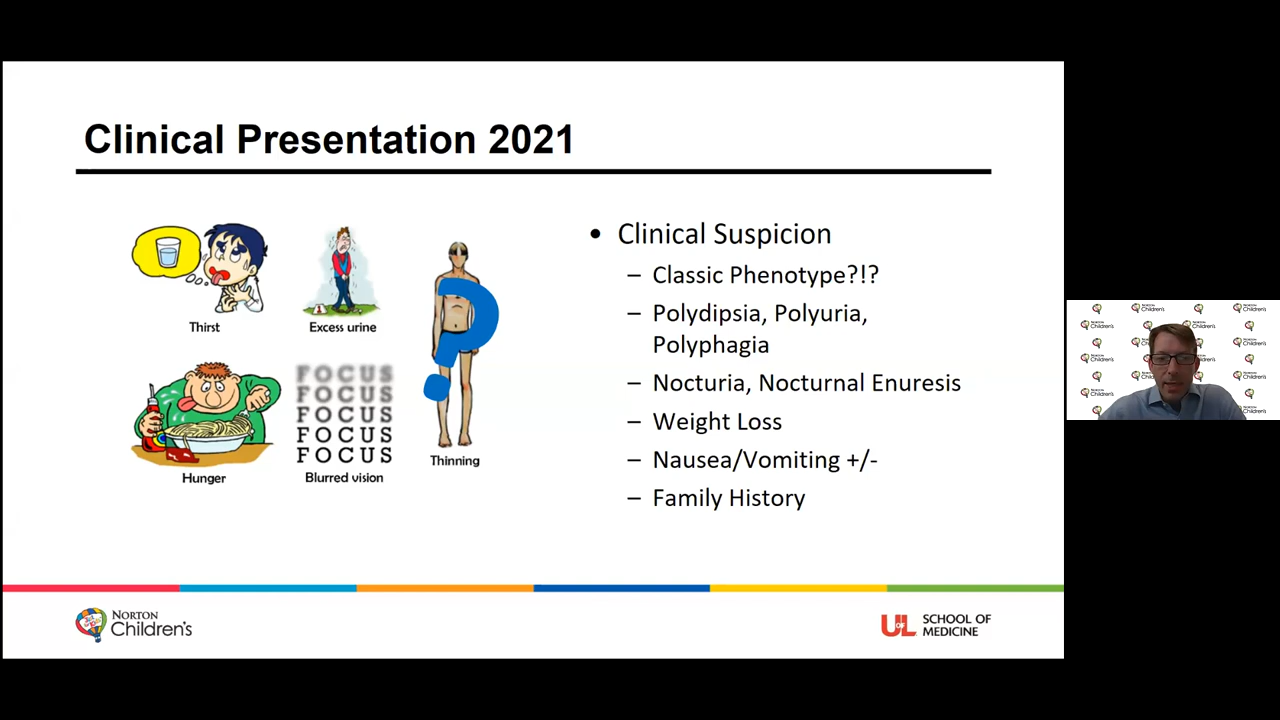 Clinical Presentation 2021
Thirst
Excess urine
Hunger
FOCUS
FOCUS
FOCUS
FOCUS
FOCUS
Blurred vision
Thinning
• Clinical Suspicion
– Classic Phenotype?!?
– Polydipsia, Polyuria,
Polyphagia
– Nocturia, Nocturnal Enuresis
– Weight Loss
– Nausea/Vomiting +/-
– Family History
NORTON
Children's
UofL SCHOOL OF
MEDICINE